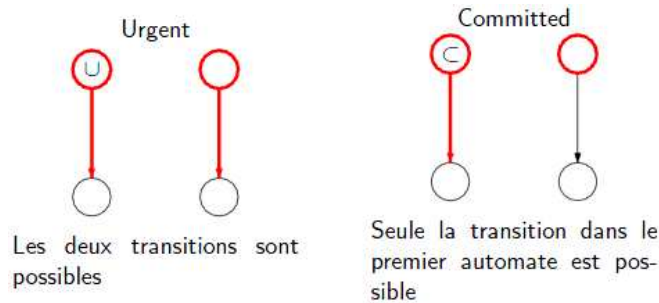 Urgent
Committed
U
C
Les deux transitions sont
possibles
Seule la transition dans le
premier automate est pos-
sible